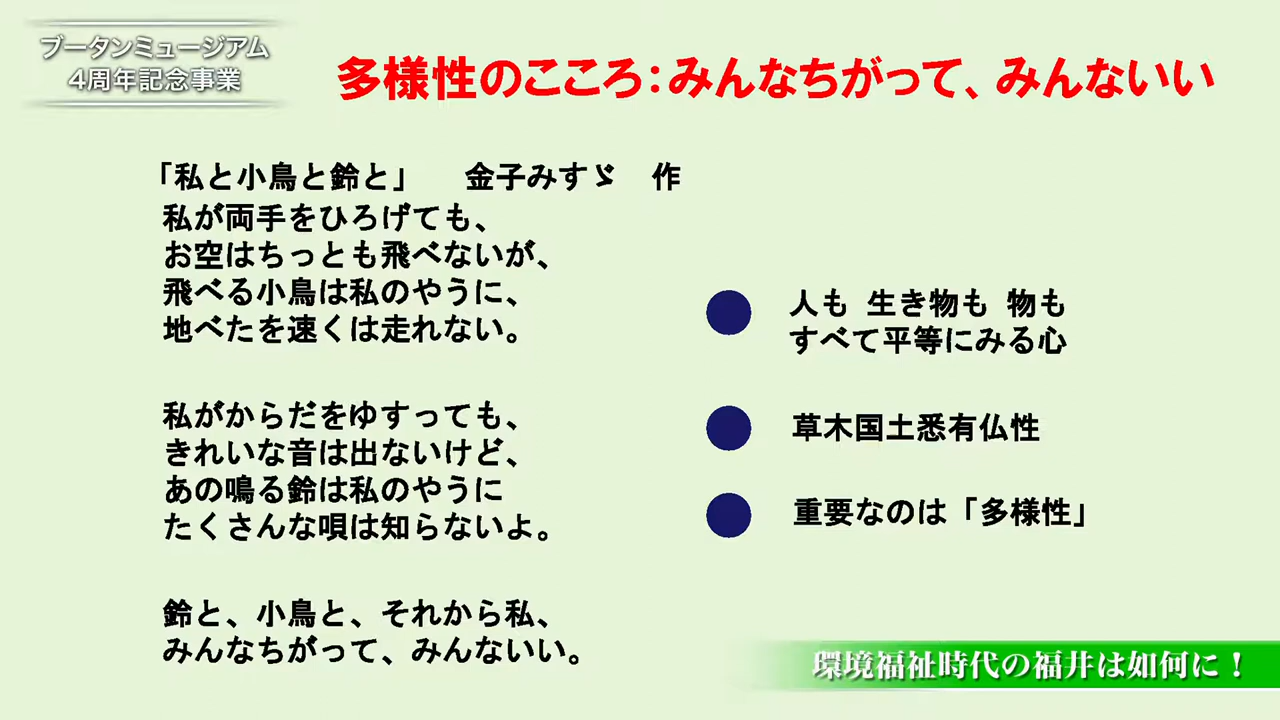 ブータンミュージアム
4周年記念事業
多様性のこころ：みんなちがって、みんないい
「私と小鳥と鈴と」 金子みすゞ 作
私が両手をひろげても、
お空はちっとも飛べないが、
飛べる小鳥は私のやうに、
地べたを速くは走れない。
私がからだをゆすっても、
きれいな音は出ないけど、
あの鳴る鈴は私のやうに
たくさんな唄は知らないよ。
鈴と、小鳥と、それから私、
みんなちがって、みんないい。
人も 生き物も 物も
すべて平等にみる心
草木国土悉有仏性
重要なのは「多様性」
環境福祉時代の福井は如何に！